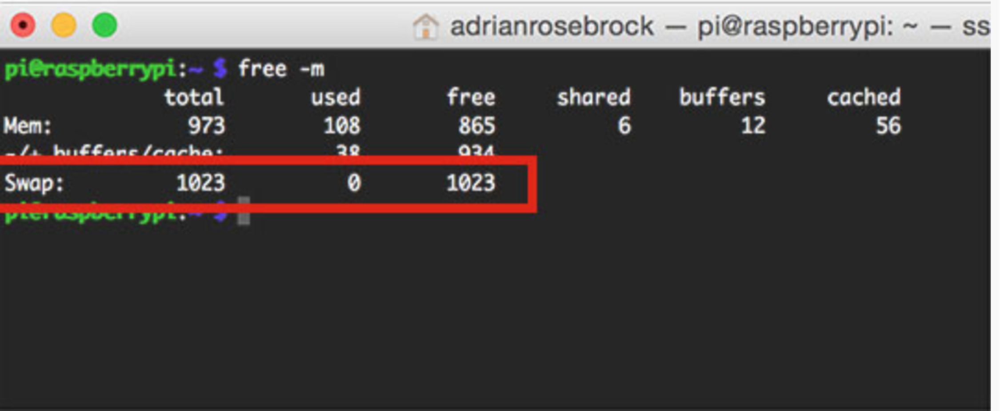 adrianrosebrock — pi@raspberrypi: ~ — ss
pi@raspberrypi:~ $ free -m
total used free shared buffers cached
Mem: 973 108 865 6 12 56
-/+ buffers/cache: 38 934
Swap: 1023 0 1023
pi@raspberrypi:~ $